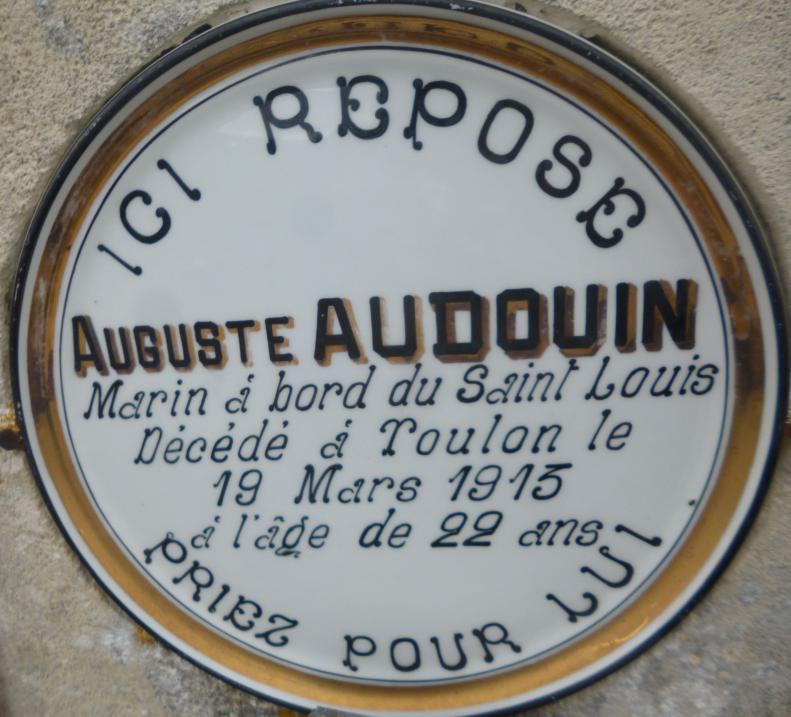 ICI REPOSE
AUGUSTE AUDOUIN
Marin à bord du Saint Louis
Décédé à Toulon le
19 Mars 1913
à l'âge de 22 ans
PRIEZ POUR LUI.